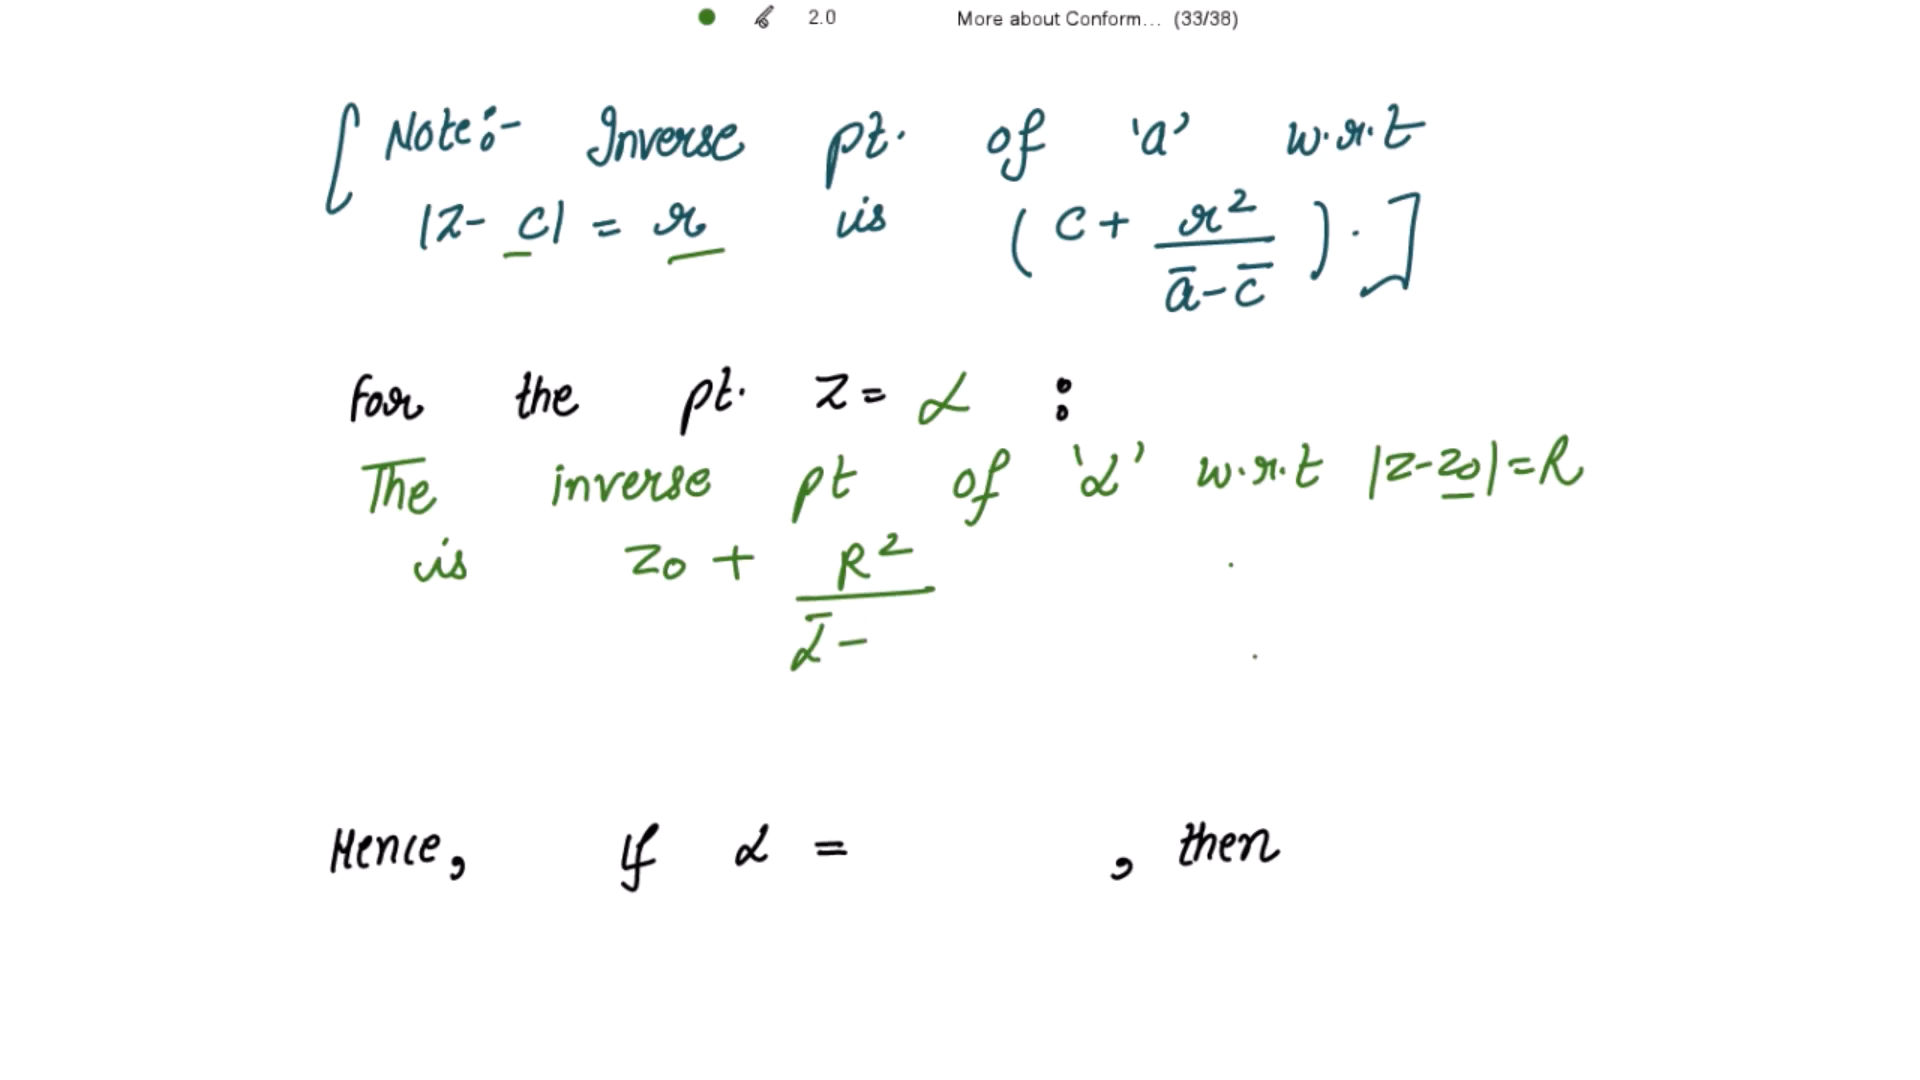 2.0 More about Conform... (33/38)
[Note:- Inverse pt. of 'a' w.r.t
|z-c| = r is (c + r²/(ā-c̄)).]
For the pt. z = α :
The inverse pt of 'α' w.r.t |z-z₀|=R
is z₀ + R²/(ᾱ-
Hence, If α = , then